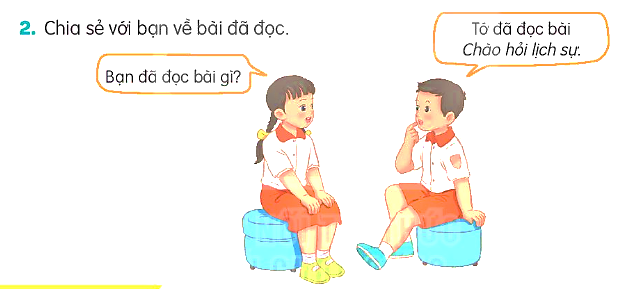 2. Chia sẻ với bạn về bài đã đọc.
Bạn đã đọc bài gì?
Tớ đã đọc bài
Chào hỏi lịch sự.